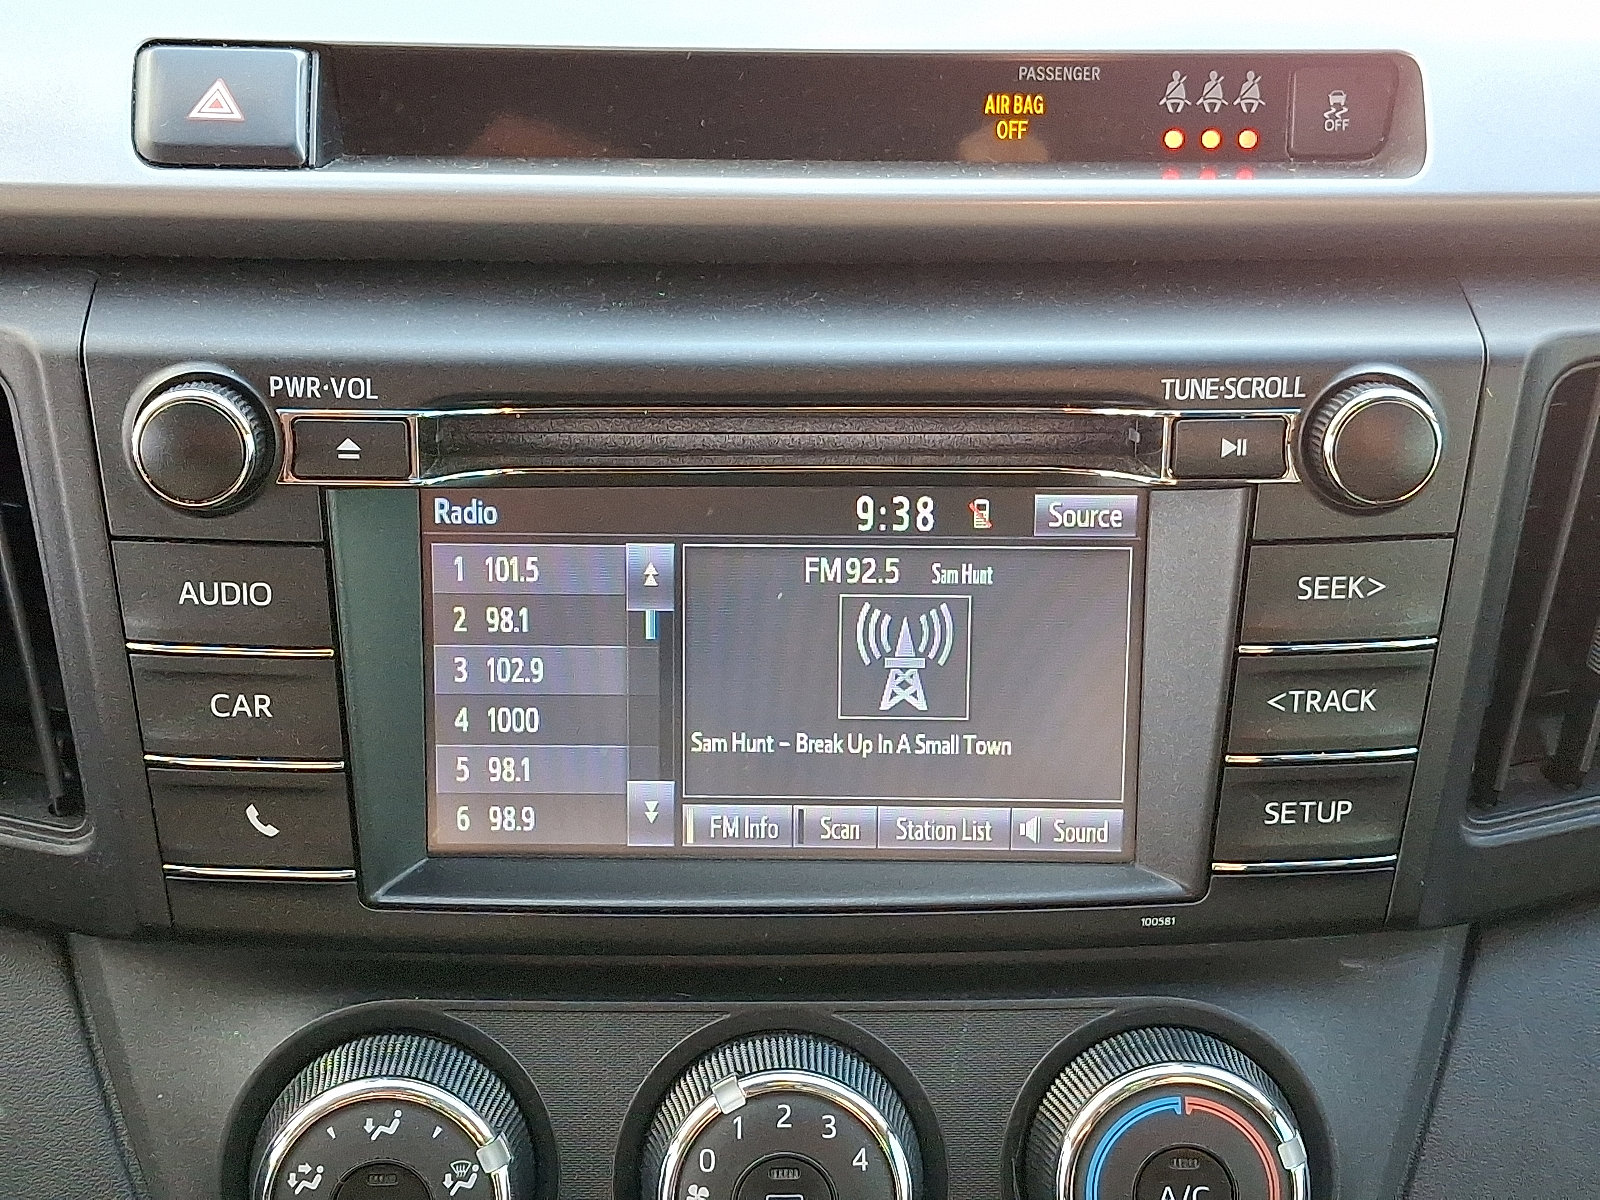 PASSENGER
AIR BAG
OFF
OFF
PWR·VOL
TUNE·SCROLL
Radio
9:38
Source
AUDIO
CAR
1 101.5
2 98.1
3 102.9
4 1000
5 98.1
6 98.9
FM 92.5 Sam Hunt
Sam Hunt - Break Up In A Small Town
FM Info
Scan
Station List
Sound
SEEK>
<TRACK
SETUP
100581
0 1 2 3 4
A/C